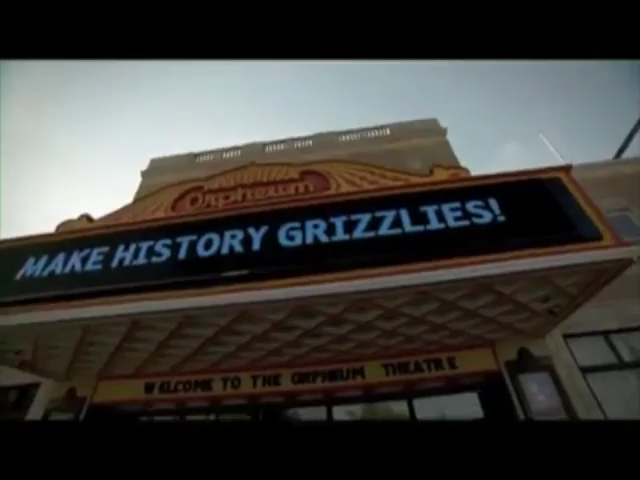 Orpheum
MAKE HISTORY GRIZZLIES!
WELCOME TO THE ORPHEUM THEATRE